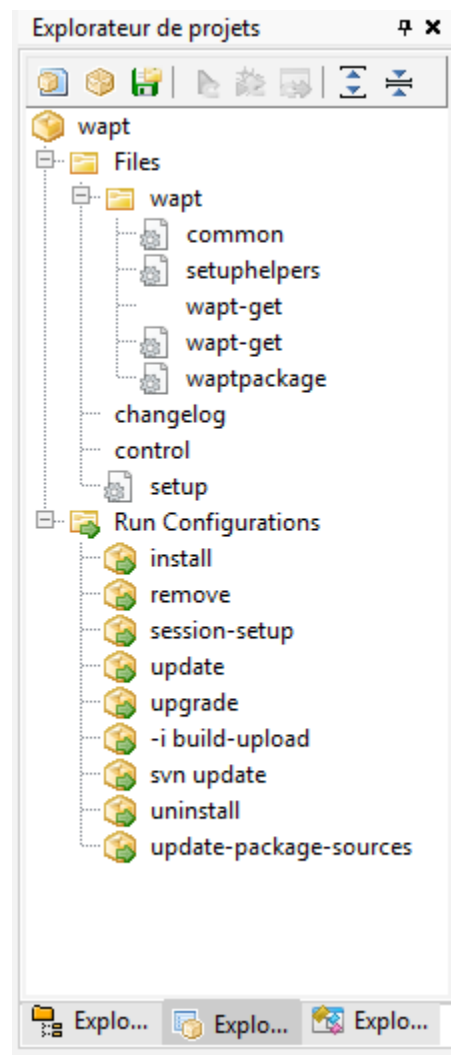 Explorateur de projets
wapt
Files
wapt
common
setuphelpers
wapt-get
wapt-get
waptpackage
changelog
control
setup
Run Configurations
install
remove
session-setup
update
upgrade
-i build-upload
svn update
uninstall
update-package-sources
Explo... Explo... Explo...